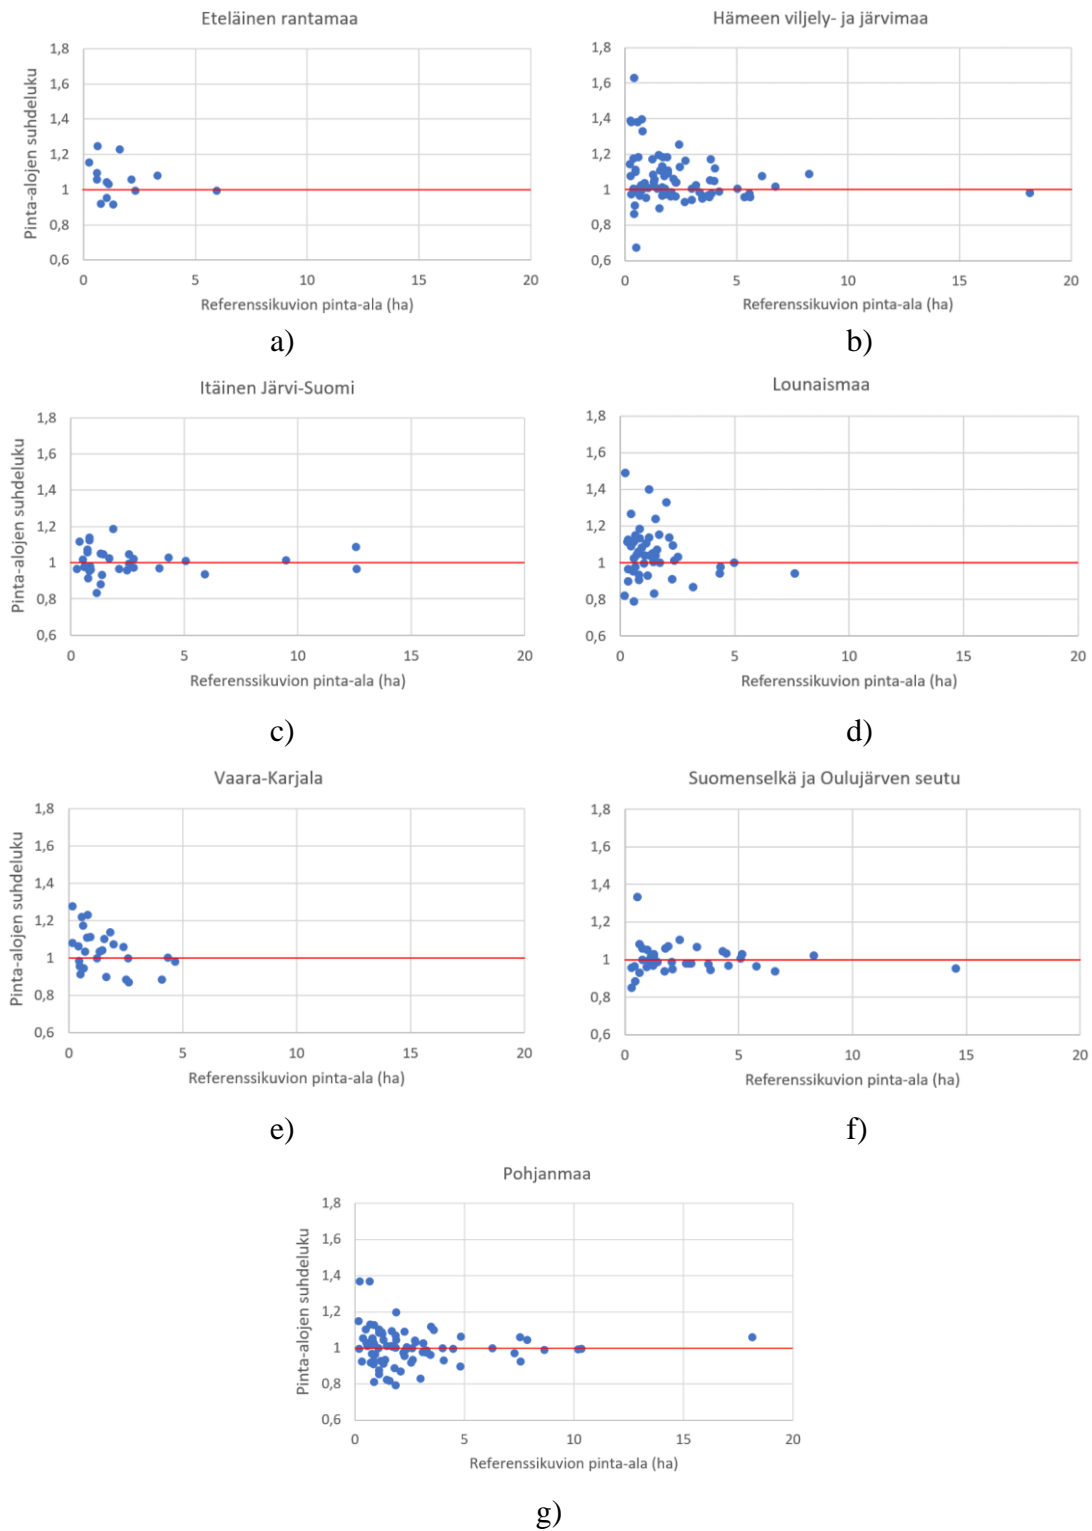 Eteläinen rantamaa
Pinta-alojen suhdeluku
1,8
1,6
1,4
1,2
1
0,8
0,6
0 5 10 15 20
Referenssikuvion pinta-ala (ha)
a)
Hämeen viljely- ja järvimaa
1,8
1,6
1,4
1,2
1
0,8
0,6
0 5 10 15 20
Referenssikuvion pinta-ala (ha)
b)
Itäinen Järvi-Suomi
Pinta-alojen suhdeluku
1,8
1,6
1,4
1,2
1
0,8
0,6
0 5 10 15 20
Referenssikuvion pinta-ala (ha)
c)
Lounaismaa
1,8
1,6
1,4
1,2
1
0,8
0,6
0 5 10 15 20
Referenssikuvion pinta-ala (ha)
d)
Vaara-Karjala
Pinta-alojen suhdeluku
1,8
1,6
1,4
1,2
1
0,8
0,6
0 5 10 15 20
Referenssikuvion pinta-ala (ha)
e)
Suomenselkä ja Oulujärven seutu
1,8
1,6
1,4
1,2
1
0,8
0,6
0 5 10 15 20
Referenssikuvion pinta-ala (ha)
f)
Pohjanmaa
Pinta-alojen suhdeluku
1,8
1,6
1,4
1,2
1
0,8
0,6
0 5 10 15 20
Referenssikuvion pinta-ala (ha)
g)